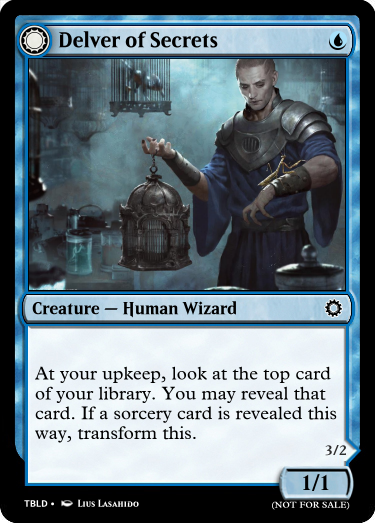 Delver of Secrets
Creature — Human Wizard
At your upkeep, look at the top card
of your library. You may reveal that
card. If a sorcery card is revealed this
way, transform this.
3/2
1/1
TBLD • Lius Lasahido
(NOT FOR SALE)